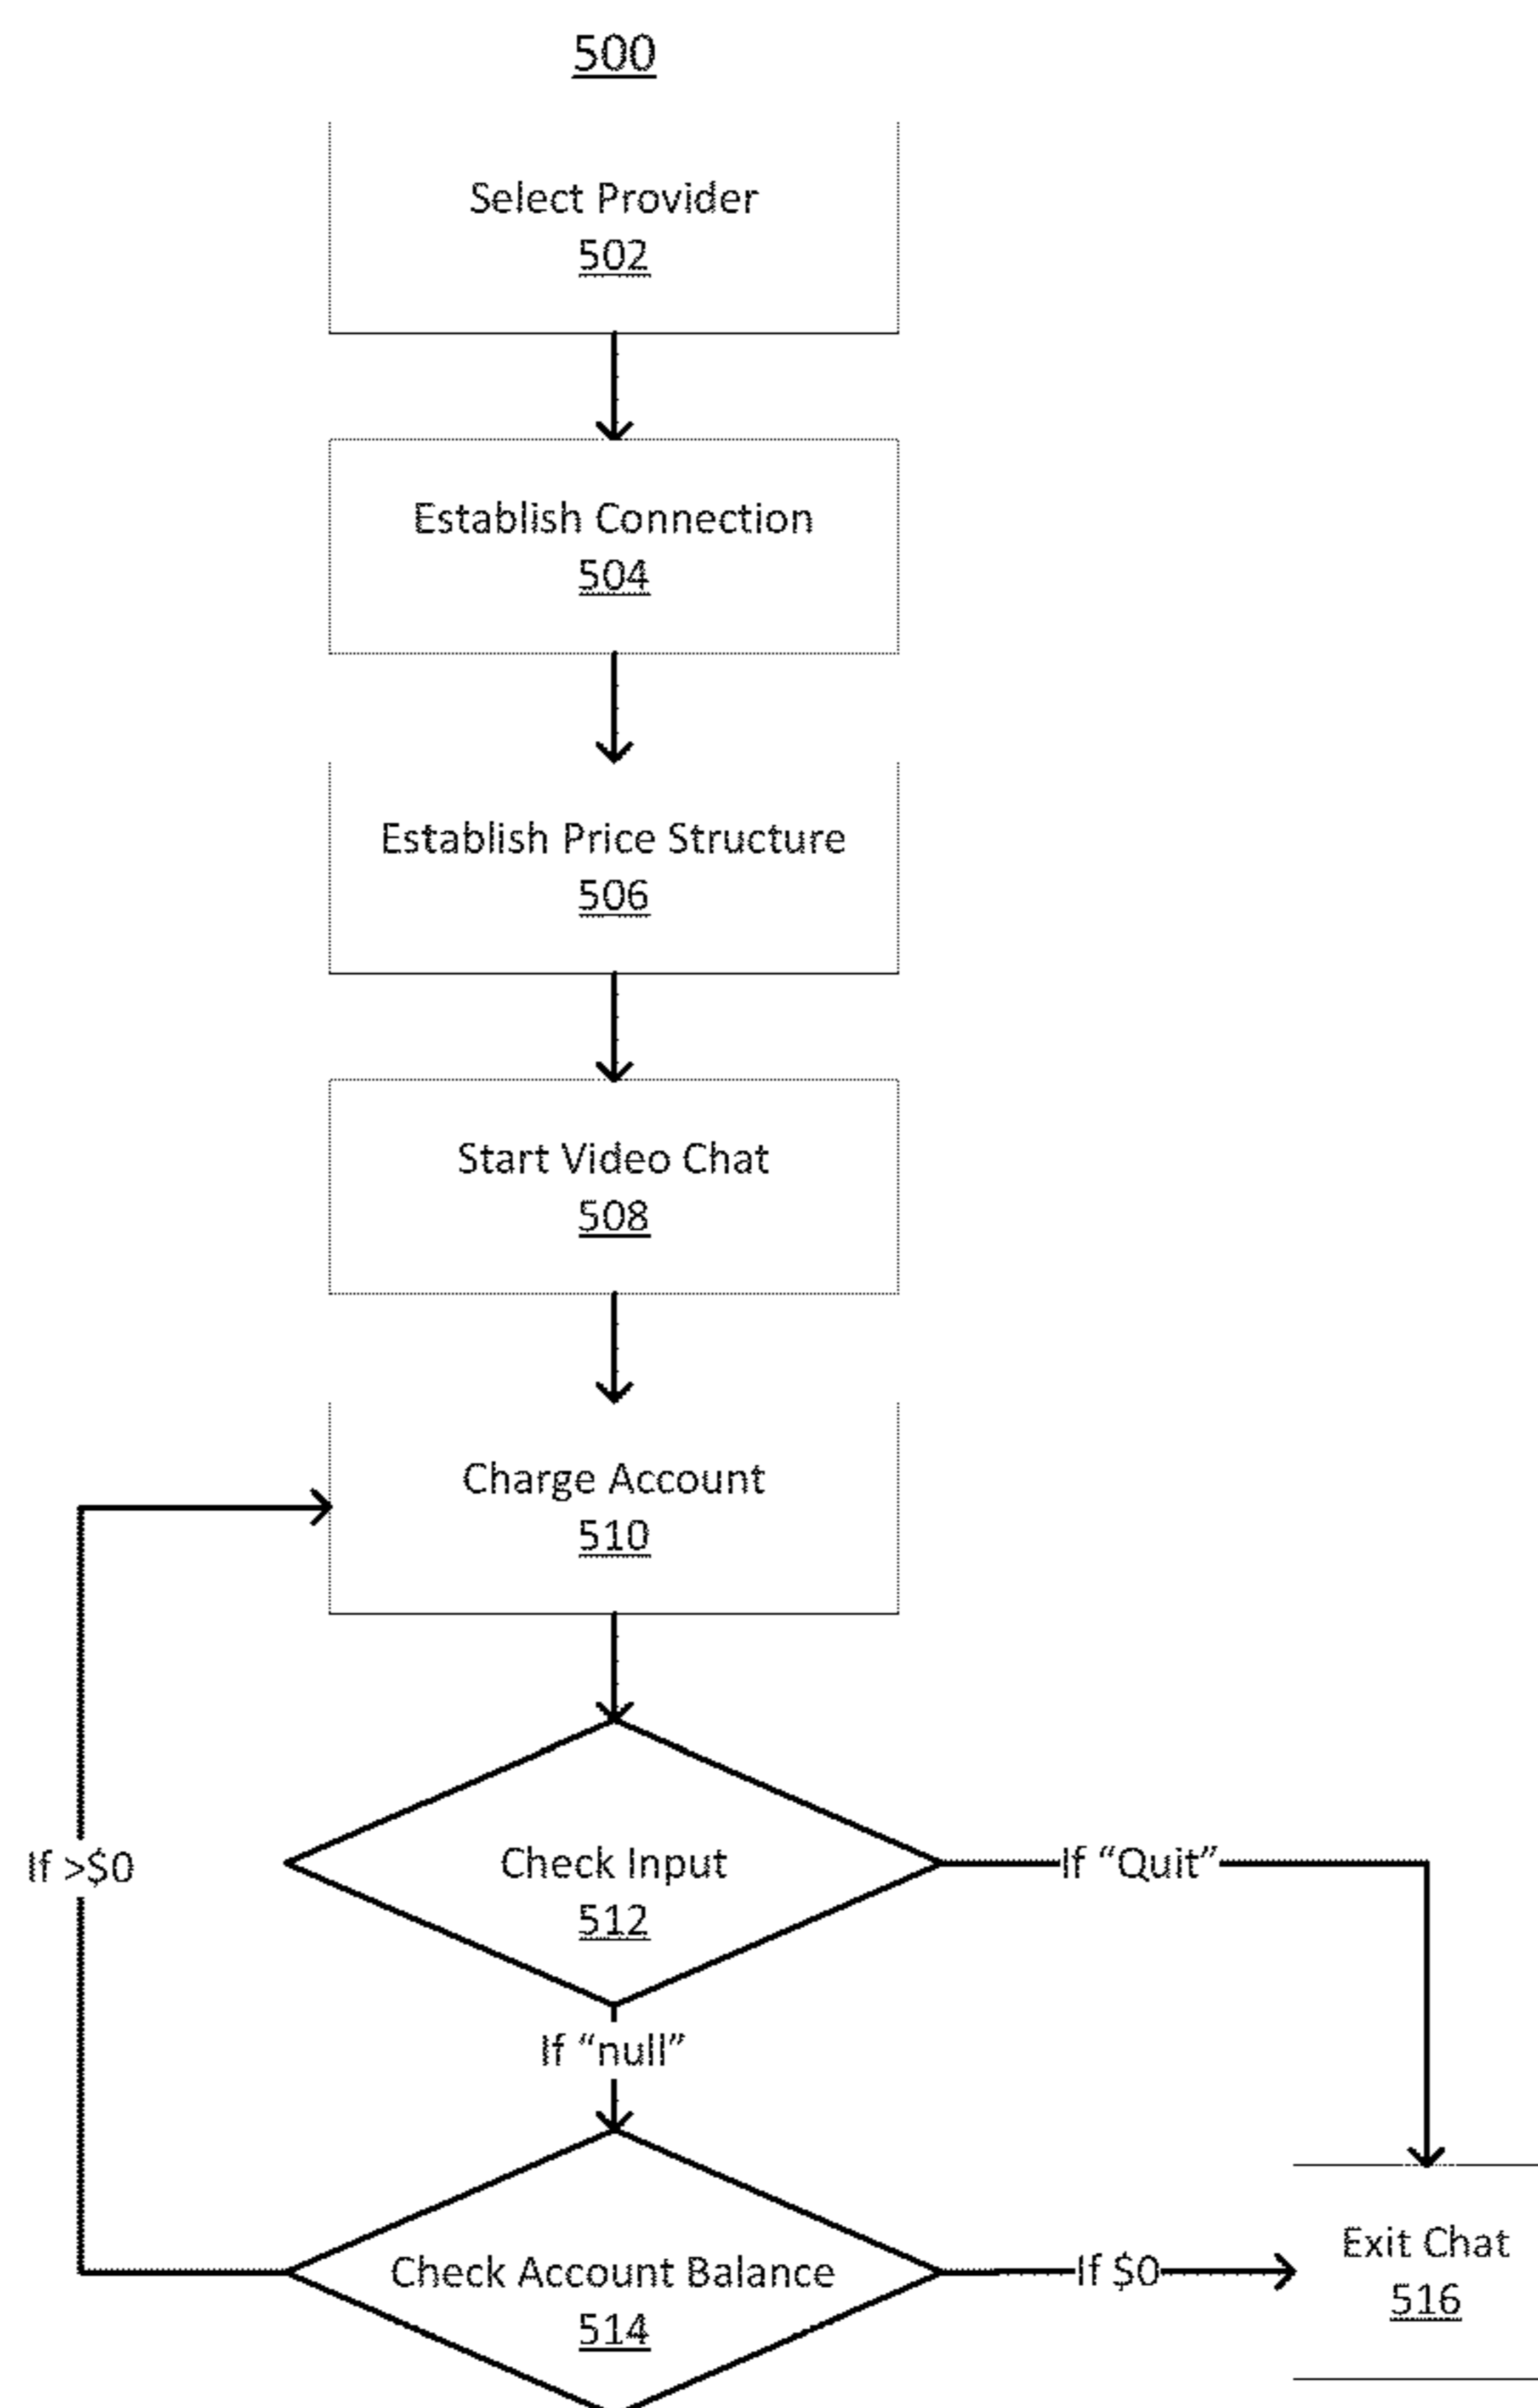 500
Select Provider
502
Establish Connection
504
Establish Price Structure
506
Start Video Chat
508
Charge Account
510
If >$0
Check Input
512
If “Quit”
If “null”
Check Account Balance
514
If $0
Exit Chat
516